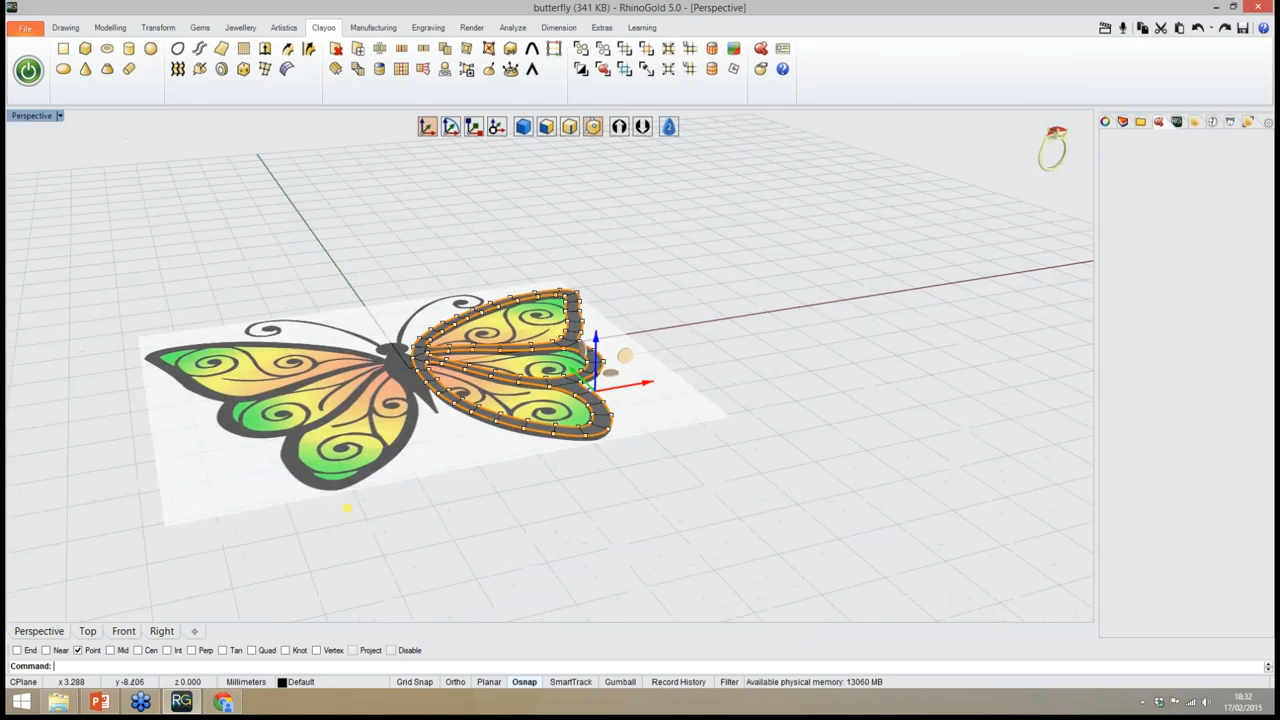 butterfly (341 KB) - RhinoGold 5.0 - [Perspective]
File Drawing Modelling Transform Gems Jewellery Artistics Clayoo Manufacturing Engraving Render Analyze Dimension Extras Learning
Perspective
2
Perspective Top Front Right
End Near Point Mid Cen Int Perp Tan Quad Knot Vertex Project Disable
Command:
CPlane x 3.288 y -8.206 z 0.000 Millimeters Default Grid Snap Ortho Planar Osnap SmartTrack Gumball Record History Filter Available physical memory: 13060 MB
18:32
17/02/2015